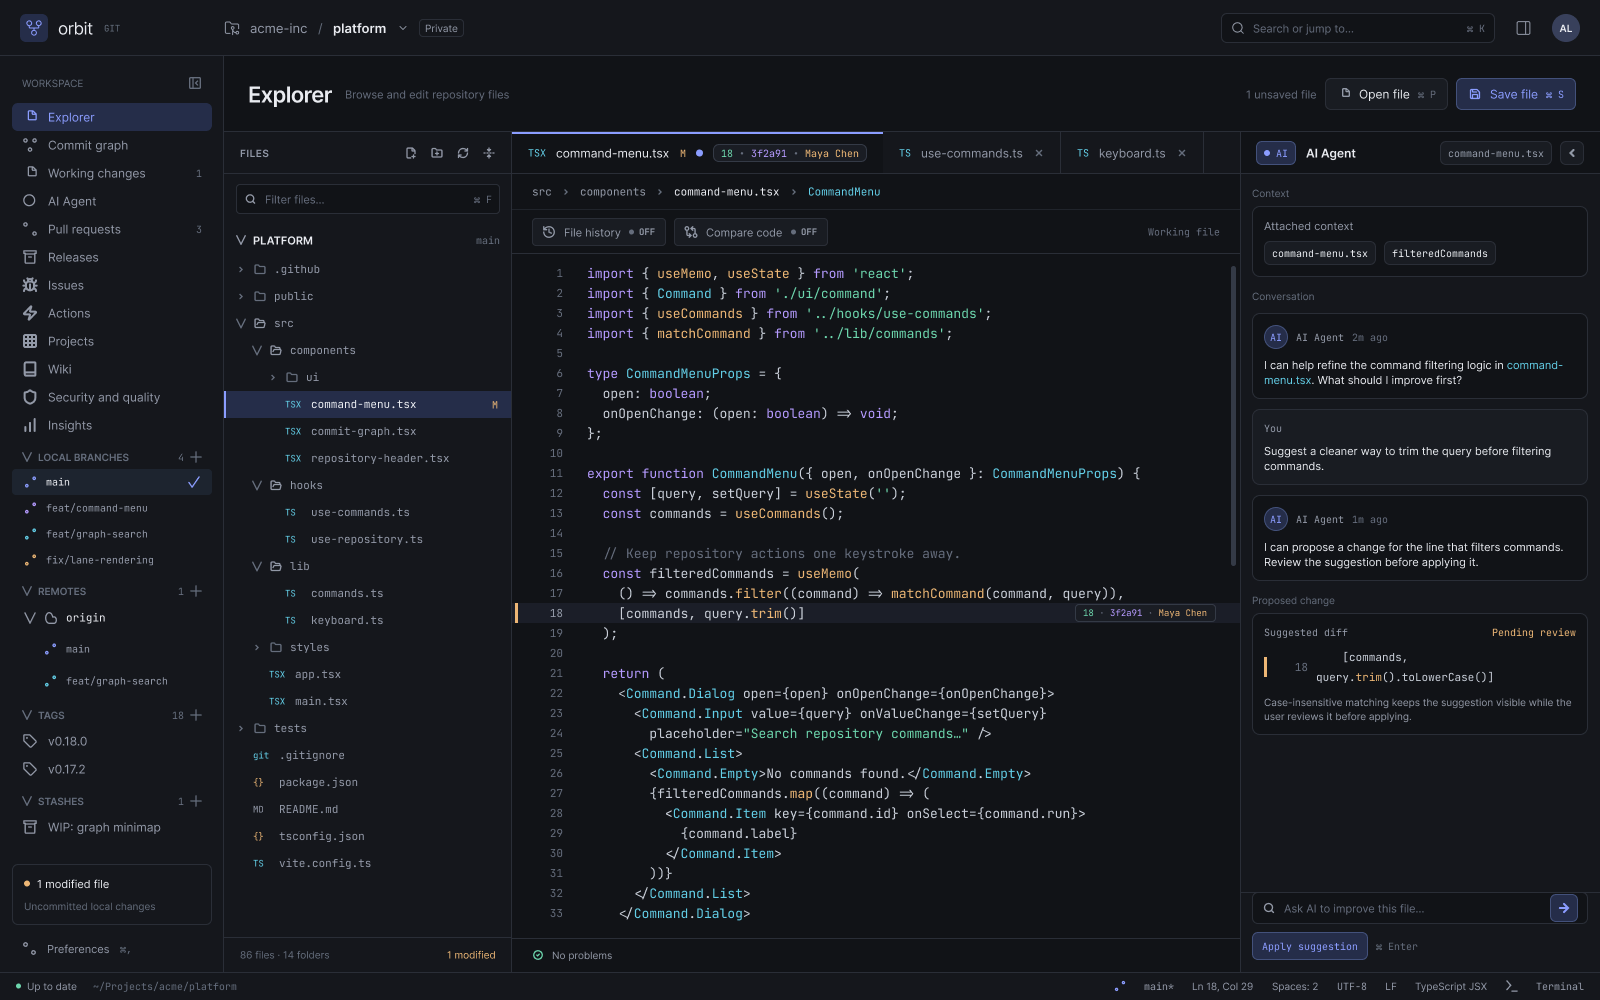 orbit GIT
acme-inc / platform Private
Search or jump to... ⌘ K
AL
WORKSPACE
Explorer
Commit graph
Working changes 1
AI Agent
Pull requests 3
Releases
Issues
Actions
Projects
Wiki
Security and quality
Insights
LOCAL BRANCHES 4
main
feat/command-menu
feat/graph-search
fix/lane-rendering
REMOTES 1
origin
main
feat/graph-search
TAGS 18
v0.18.0
v0.17.2
STASHES 1
WIP: graph minimap
1 modified file
Uncommitted local changes
Preferences ⌘,
Explorer Browse and edit repository files
1 unsaved file
Open file ⌘ P
Save file ⌘ S
FILES
Filter files... ⌘ F
PLATFORM main
.github
public
src
components
ui
TSX command-menu.tsx M
TSX commit-graph.tsx
TSX repository-header.tsx
hooks
TS use-commands.ts
TS use-repository.ts
lib
TS commands.ts
TS keyboard.ts
styles
TSX app.tsx
TSX main.tsx
tests
git .gitignore
{} package.json
MD README.md
{} tsconfig.json
TS vite.config.ts
86 files · 14 folders 1 modified
TSX command-menu.tsx M 18 · 3f2a91 · Maya Chen
TS use-commands.ts
TS keyboard.ts
src › components › command-menu.tsx › CommandMenu
File history OFF
Compare code OFF
Working file
1 import { useMemo, useState } from 'react';
2 import { Command } from './ui/command';
3 import { useCommands } from '../hooks/use-commands';
4 import { matchCommand } from '../lib/commands';
5
6 type CommandMenuProps = {
7 open: boolean;
8 onOpenChange: (open: boolean) => void;
9 };
10
11 export function CommandMenu({ open, onOpenChange }: CommandMenuProps) {
12 const [query, setQuery] = useState('');
13 const commands = useCommands();
14
15 // Keep repository actions one keystroke away.
16 const filteredCommands = useMemo(
17 () => commands.filter((command) => matchCommand(command, query)),
18 [commands, query.trim()] 18 · 3f2a91 · Maya Chen
19 );
20
21 return (
22 <Command.Dialog open={open} onOpenChange={onOpenChange}>
23 <Command.Input value={query} onValueChange={setQuery}
24 placeholder="Search repository commands…" />
25 <Command.List>
26 <Command.Empty>No commands found.</Command.Empty>
27 {filteredCommands.map((command) => (
28 <Command.Item key={command.id} onSelect={command.run}>
29 {command.label}
30 </Command.Item>
31 ))}
32 </Command.List>
33 </Command.Dialog>
No problems
AI AI Agent command-menu.tsx
Context
Attached context
command-menu.tsx filteredCommands
Conversation
AI AI Agent 2m ago
I can help refine the command filtering logic in command-
menu.tsx. What should I improve first?
You
Suggest a cleaner way to trim the query before filtering
commands.
AI AI Agent 1m ago
I can propose a change for the line that filters commands.
Review the suggestion before applying it.
Proposed change
Suggested diff Pending review
18 [commands,
query.trim().toLowerCase()]
Case-insensitive matching keeps the suggestion visible while the
user reviews it before applying.
Ask AI to improve this file...
Apply suggestion ⌘ Enter
Up to date ~/Projects/acme/platform
main* Ln 18, Col 29 Spaces: 2 UTF-8 LF TypeScript JSX Terminal